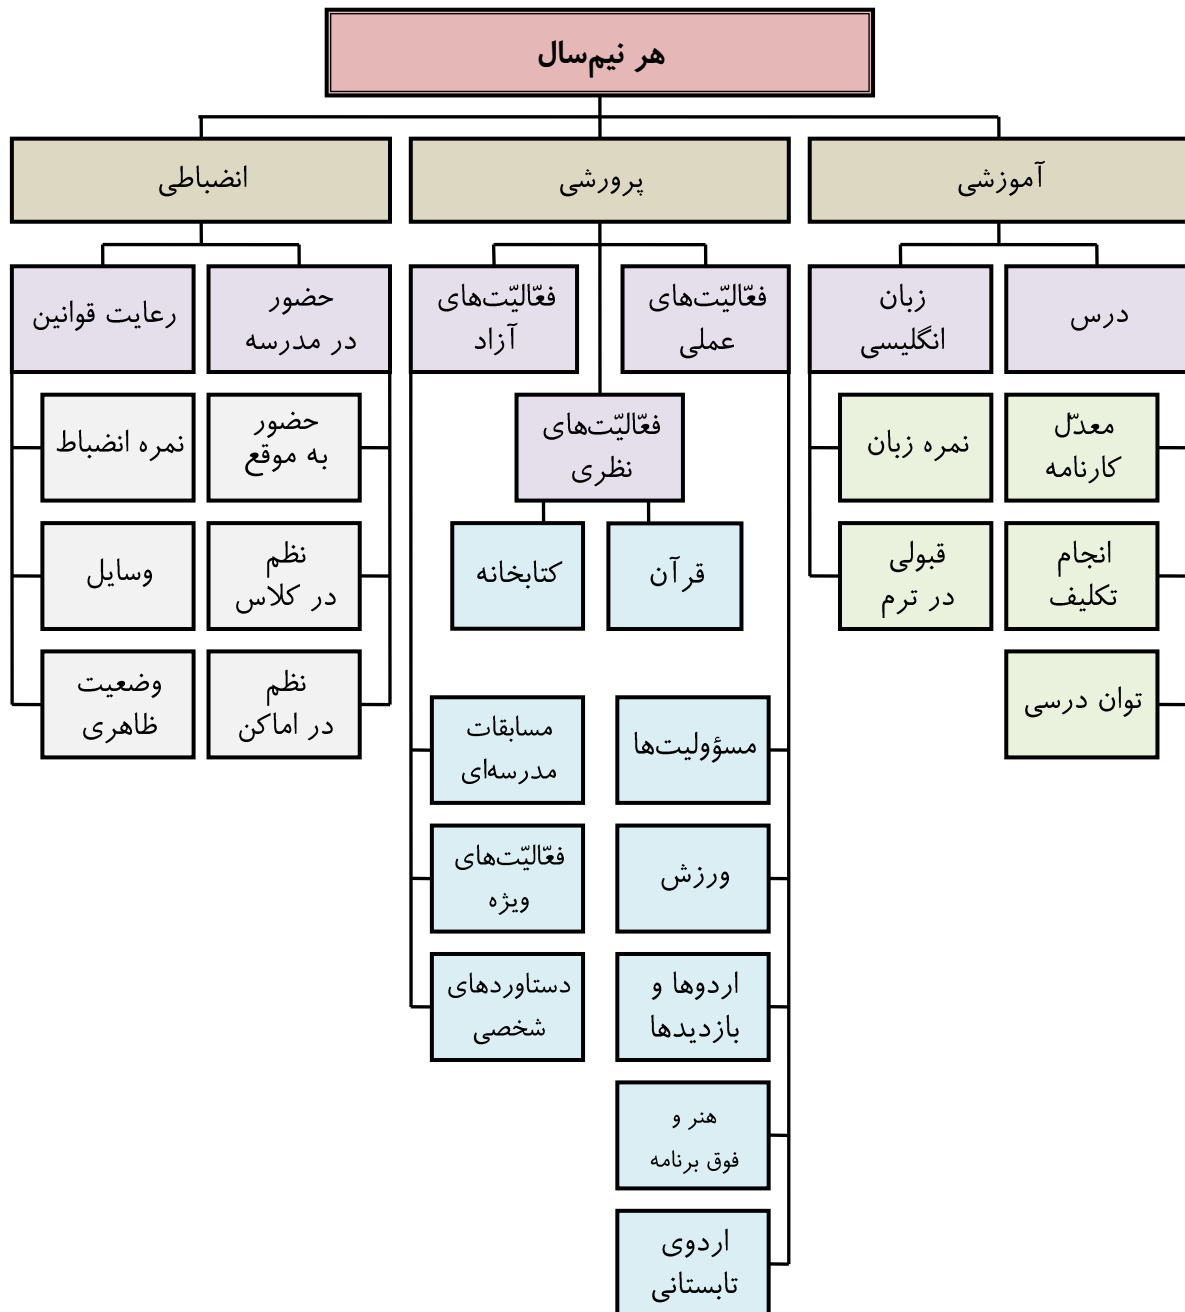 هر نیم‌سال
آموزشی
پرورشی
انضباطی
درس
زبان
انگلیسی
فعّالیّت‌های
عملی
فعّالیّت‌های
آزاد
حضور
در مدرسه
رعایت قوانین
معدّل
کارنامه
نمره زبان
فعّالیّت‌های
نظری
حضور
به موقع
نمره انضباط
انجام
تکلیف
قبولی
در ترم
قرآن
کتابخانه
نظم
در کلاس
وسایل
توان درسی
نظم
در اماکن
وضعیت
ظاهری
مسؤولیت‌ها
مسابقات
مدرسه‌ای
ورزش
فعّالیّت‌های
ویژه
اردوها و
بازدیدها
دستاوردهای
شخصی
هنر و
فوق برنامه
اردوی
تابستانی